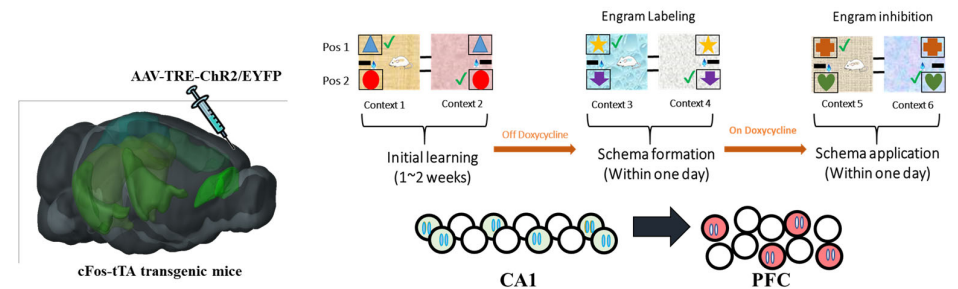 AAV-TRE-ChR2/EYFP
cFos-tTA transgenic mice
Engram Labeling
Engram inhibition
Pos 1
Pos 2
Context 1
Context 2
Context 3
Context 4
Context 5
Context 6
Off Doxycycline
On Doxycycline
Initial learning
(1~2 weeks)
Schema formation
(Within one day)
Schema application
(Within one day)
CA1
PFC